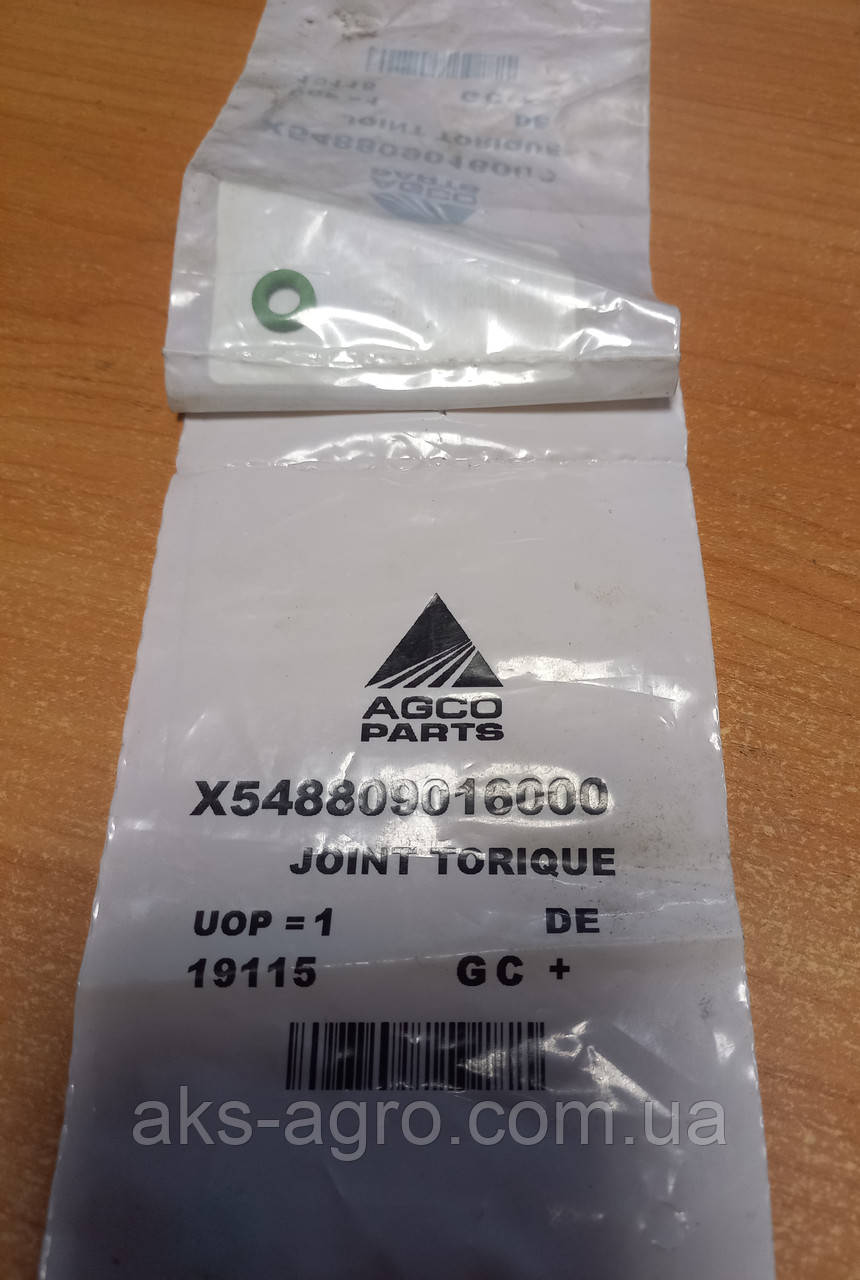 AGCO
PARTS
X548809016000
JOINT TORIQUE
UOP = 1 DE
19115 GC +
aks-agro.com.ua